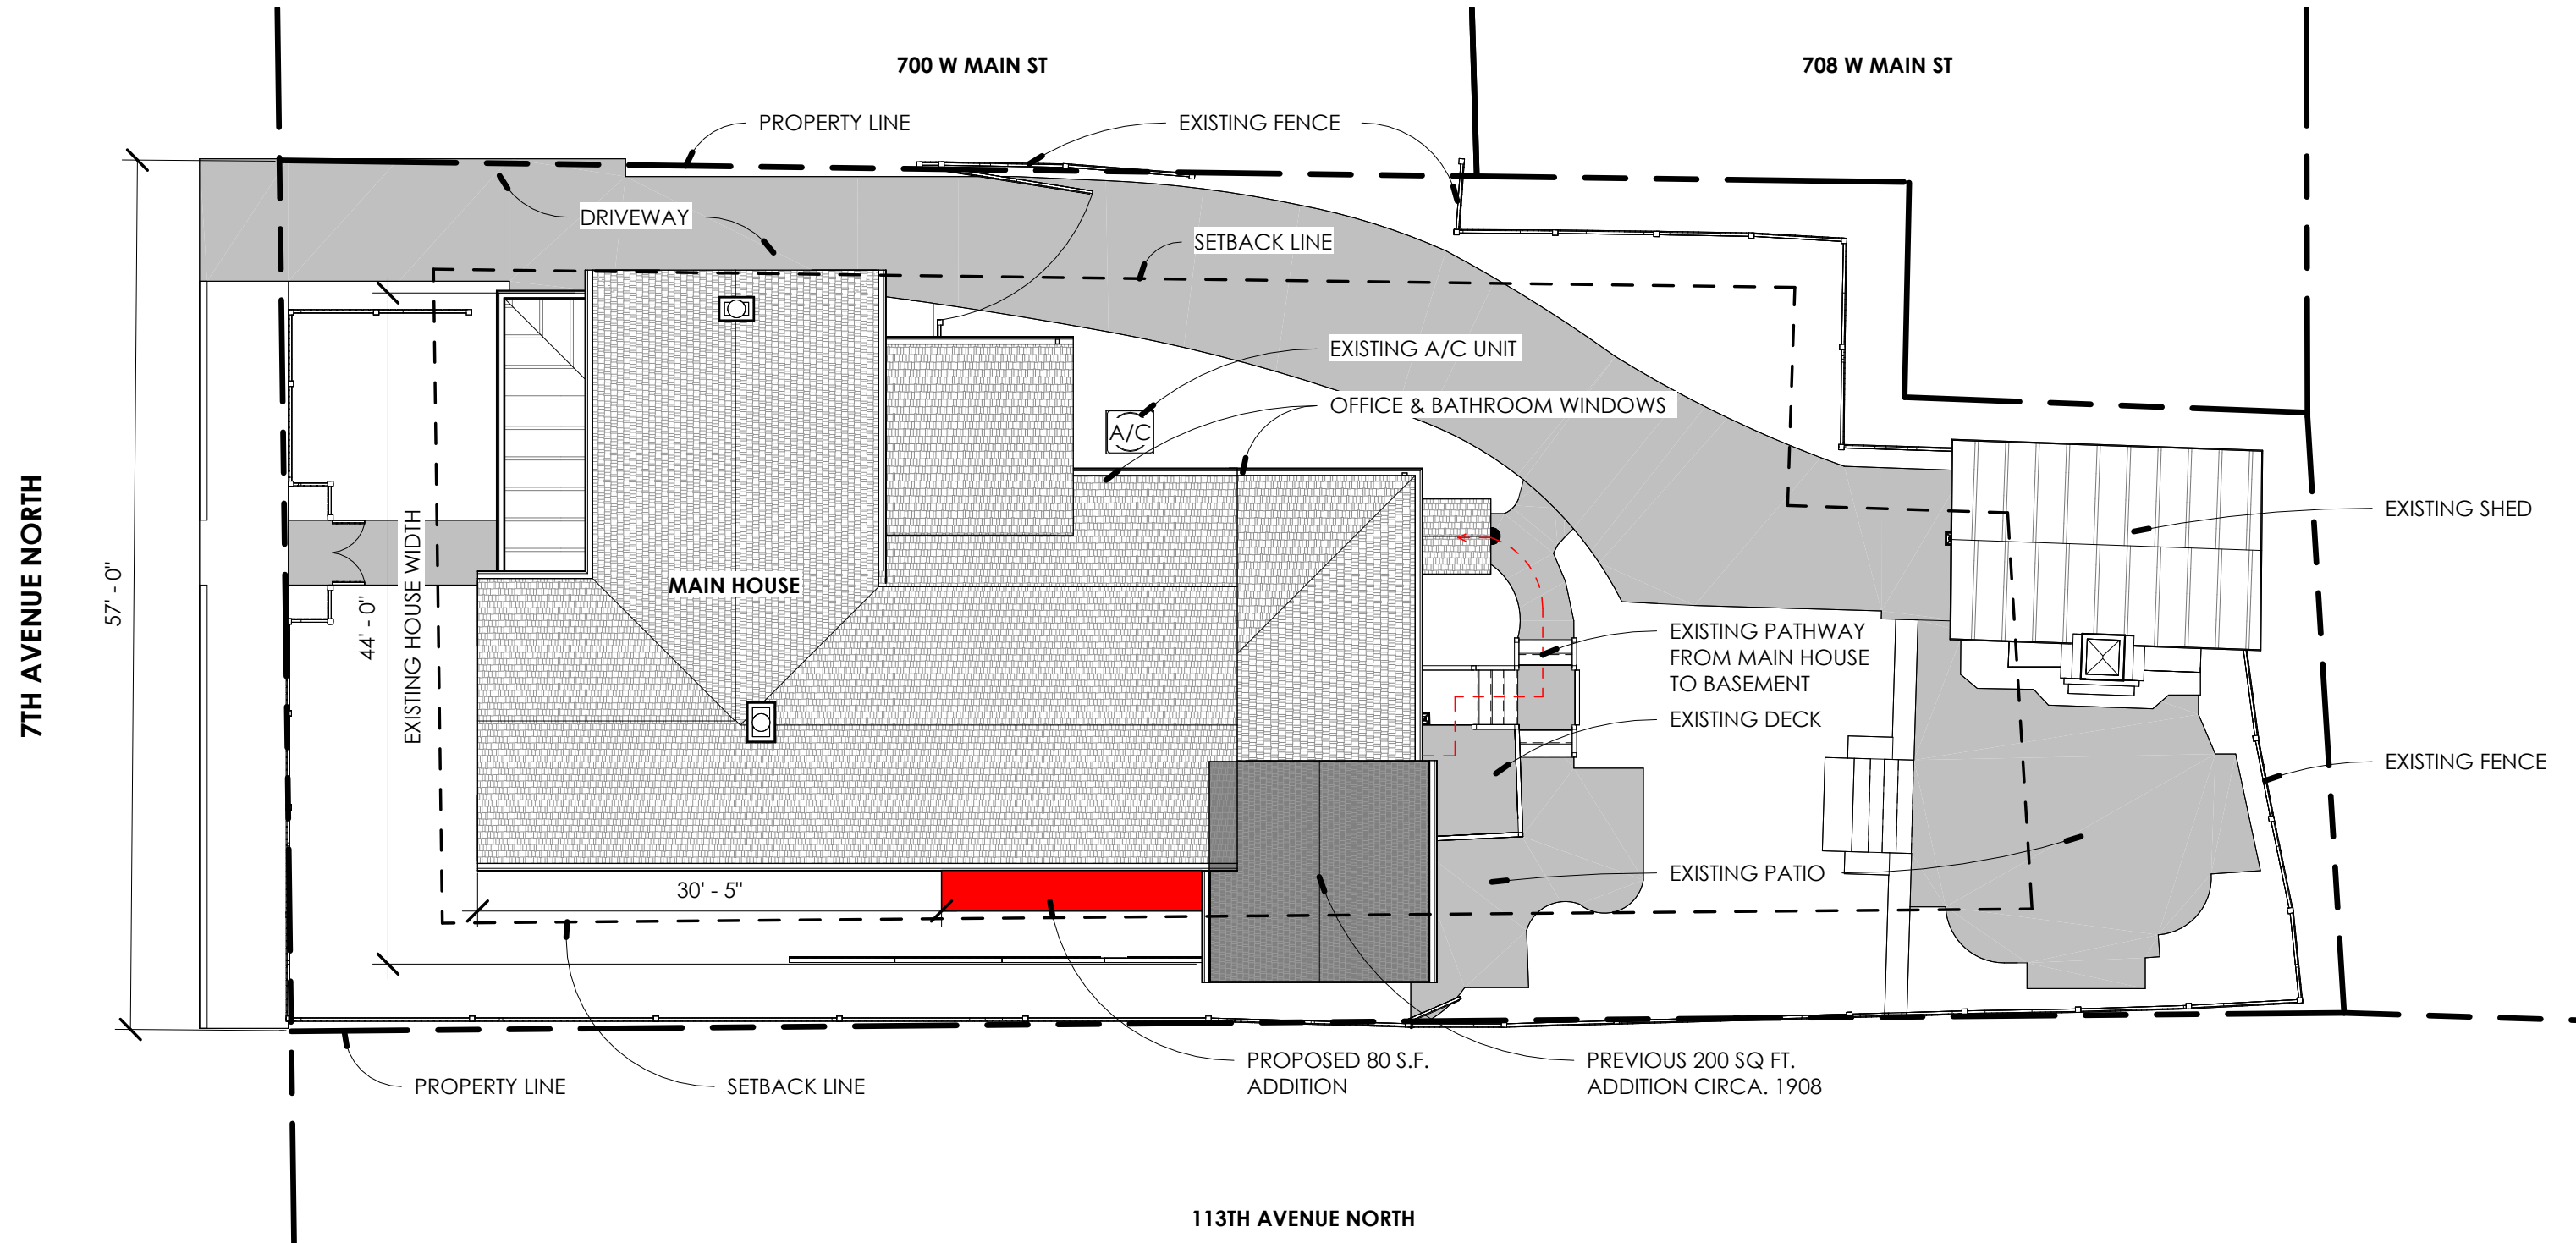 700 W MAIN ST
708 W MAIN ST
PROPERTY LINE
EXISTING FENCE
DRIVEWAY
SETBACK LINE
EXISTING A/C UNIT
OFFICE & BATHROOM WINDOWS
A/C
EXISTING SHED
7TH AVENUE NORTH
57' - 0"
44' - 0"
EXISTING HOUSE WIDTH
MAIN HOUSE
EXISTING PATHWAY
FROM MAIN HOUSE
TO BASEMENT
EXISTING DECK
EXISTING FENCE
EXISTING PATIO
30' - 5"
PROPOSED 80 S.F.
ADDITION
PREVIOUS 200 SQ FT.
ADDITION CIRCA. 1908
PROPERTY LINE
SETBACK LINE
113TH AVENUE NORTH